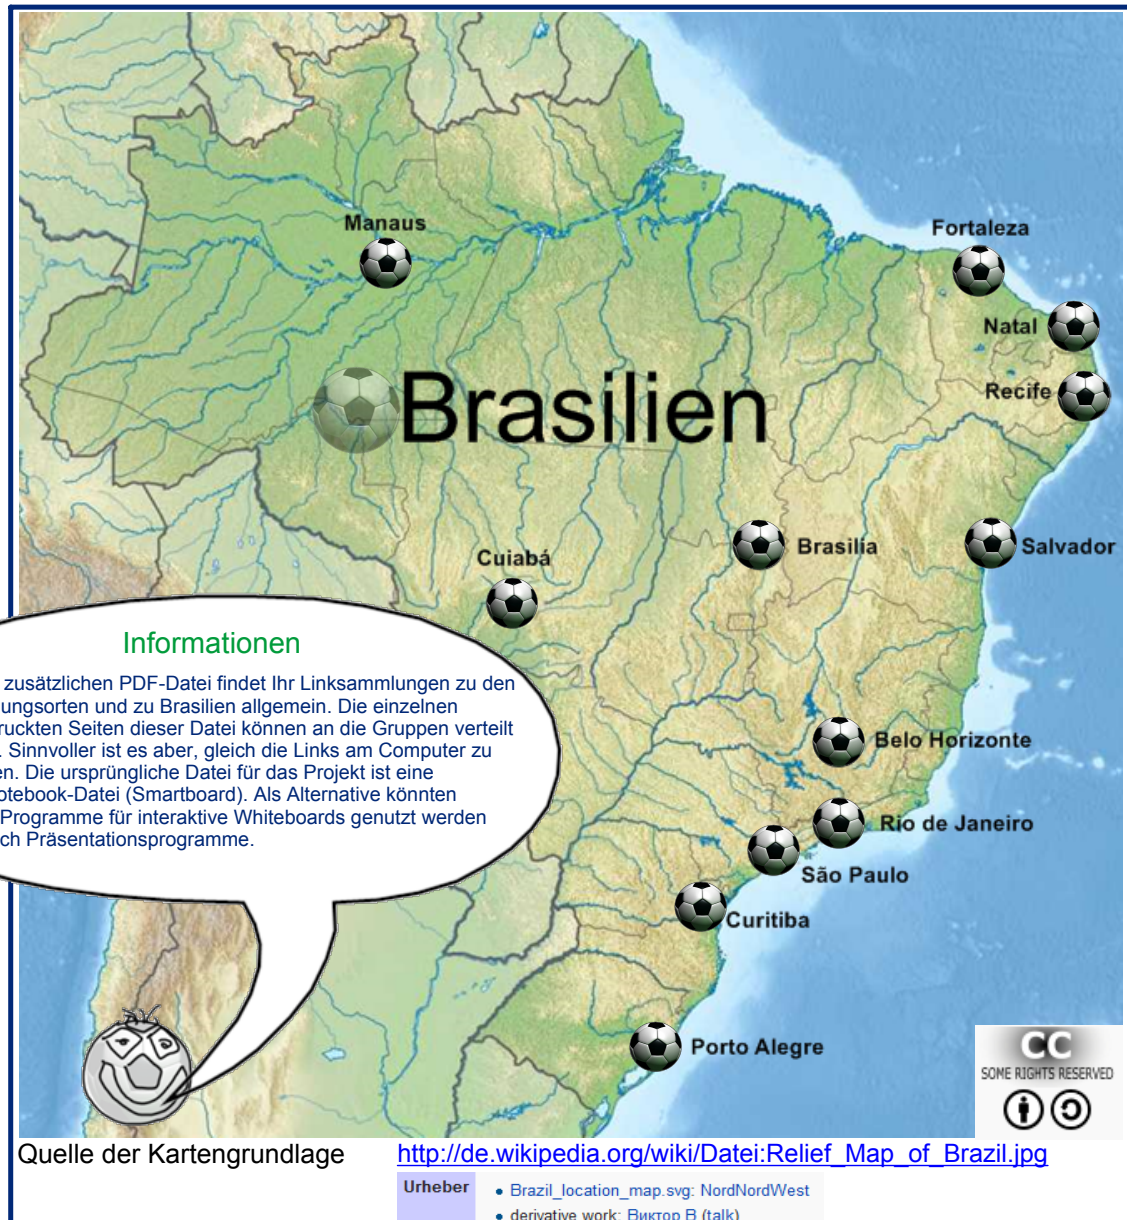 Manaus
Fortaleza
Natal
Recife
Brasilien
Cuiabá
Brasilia
Salvador
Informationen
zusätzlichen PDF-Datei findet Ihr Linksammlungen zu den
ungsorten und zu Brasilien allgemein. Die einzelnen
ruckten Seiten dieser Datei können an die Gruppen verteilt
. Sinnvoller ist es aber, gleich die Links am Computer zu
en. Die ursprüngliche Datei für das Projekt ist eine
otebook-Datei (Smartboard). Als Alternative könnten
Programme für interaktive Whiteboards genutzt werden
ch Präsentationsprogramme.
Belo Horizonte
Rio de Janeiro
São Paulo
Curitiba
Porto Alegre
CC
SOME RIGHTS RESERVED
Quelle der Kartengrundlage http://de.wikipedia.org/wiki/Datei:Relief_Map_of_Brazil.jpg
Urheber • Brazil_location_map.svg: NordNordWest
• derivative work: Виктор В (talk)